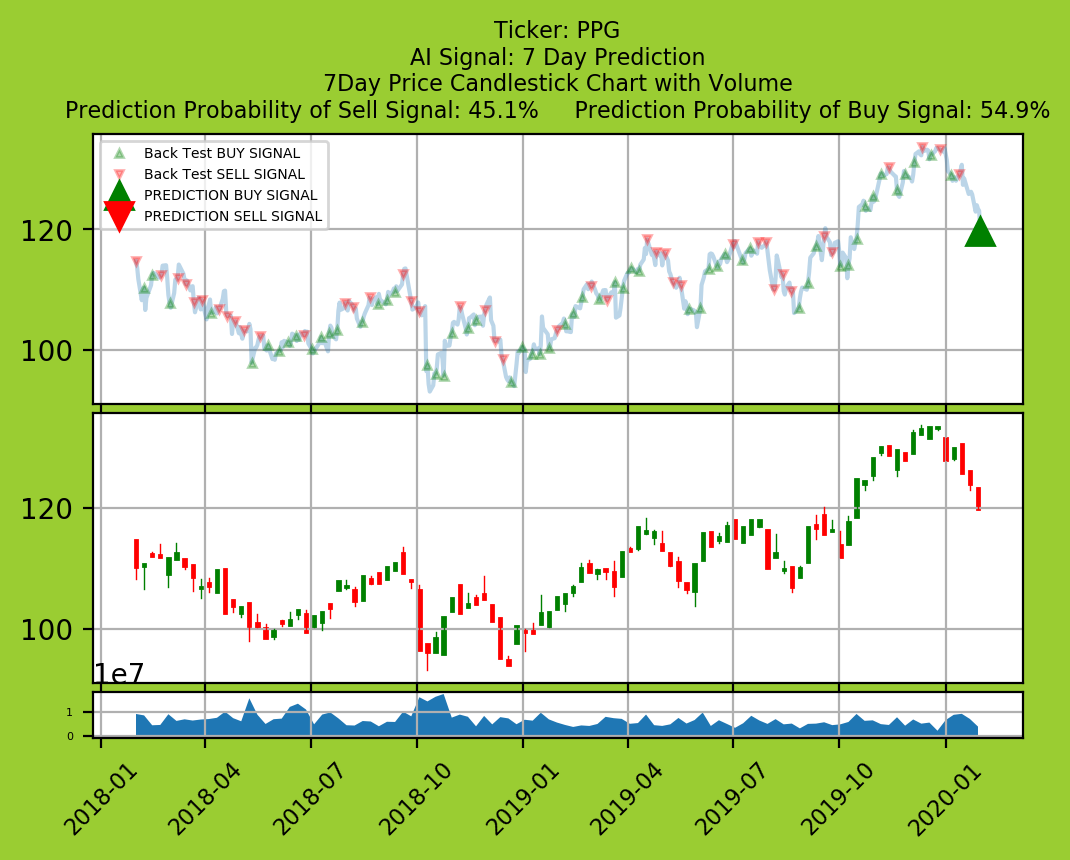 Ticker: PPG
AI Signal: 7 Day Prediction
7Day Price Candlestick Chart with Volume
Prediction Probability of Sell Signal: 45.1% Prediction Probability of Buy Signal: 54.9%
Back Test BUY SIGNAL
Back Test SELL SIGNAL
PREDICTION BUY SIGNAL
PREDICTION SELL SIGNAL
120
100
120
100
1e7
1
0
2018-01 2018-04 2018-07 2018-10 2019-01 2019-04 2019-07 2019-10 2020-01